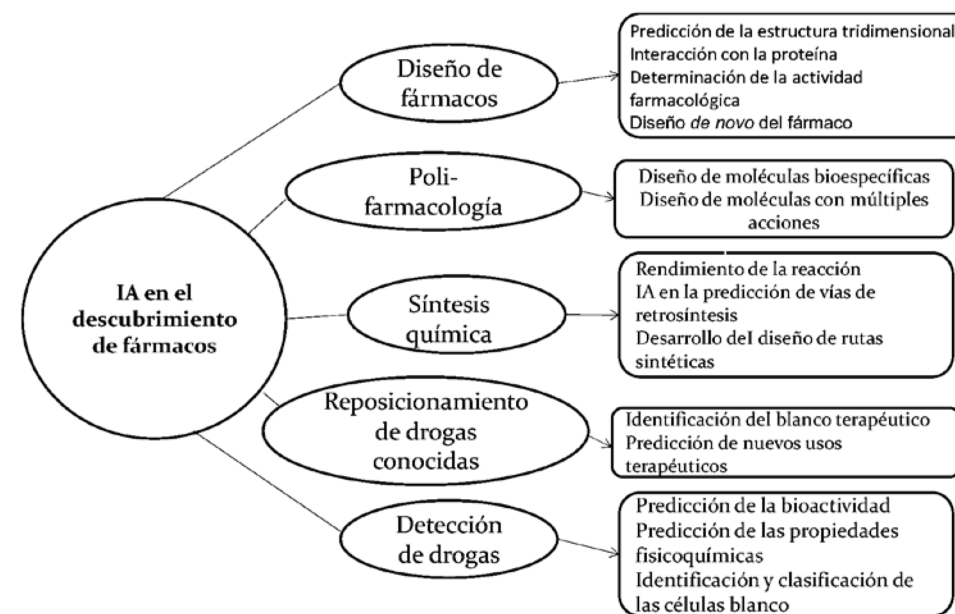 IA en el
descubrimiento
de fármacos
Diseño de
fármacos
Predicción de la estructura tridimensional
Interacción con la proteína
Determinación de la actividad
farmacológica
Diseño de novo del fármaco
Poli-
farmacología
Diseño de moléculas bioespecíficas
Diseño de moléculas con múltiples
acciones
Síntesis
química
Rendimiento de la reacción
IA en la predicción de vías de
retrosíntesis
Desarrollo del diseño de rutas
sintéticas
Reposicionamiento
de drogas
conocidas
Identificación del blanco terapéutico
Predicción de nuevos usos
terapéuticos
Detección
de drogas
Predicción de la bioactividad
Predicción de las propiedades
fisicoquímicas
Identificación y clasificación de
las células blanco